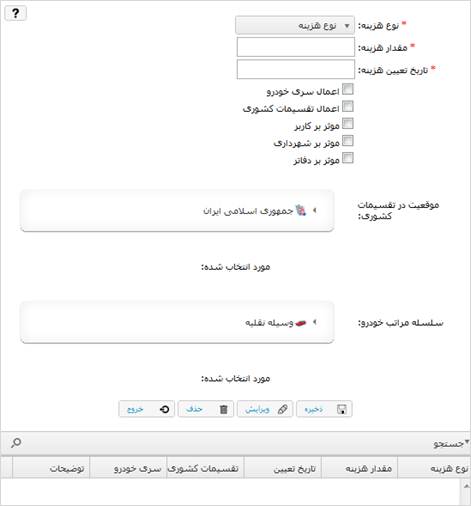 ?
* نوع هزینه: نوع هزینه
* مقدار هزینه:
* تاریخ تعیین هزینه:
اعمال سری خودرو
اعمال تقسیمات کشوری
موثر بر کاربر
موثر بر شهرداری
موثر بر دفاتر
موقعیت در تقسیمات
کشوری:
جمهوری اسلامی ایران
مورد انتخاب شده:
سلسله مراتب خودرو:
وسیله نقلیه
مورد انتخاب شده:
ذخیره ویرایش حذف خروج
جستجو
نوع هزینه مقدار هزینه تاریخ تعیین تقسیمات کشوری سری خودرو توضیحات